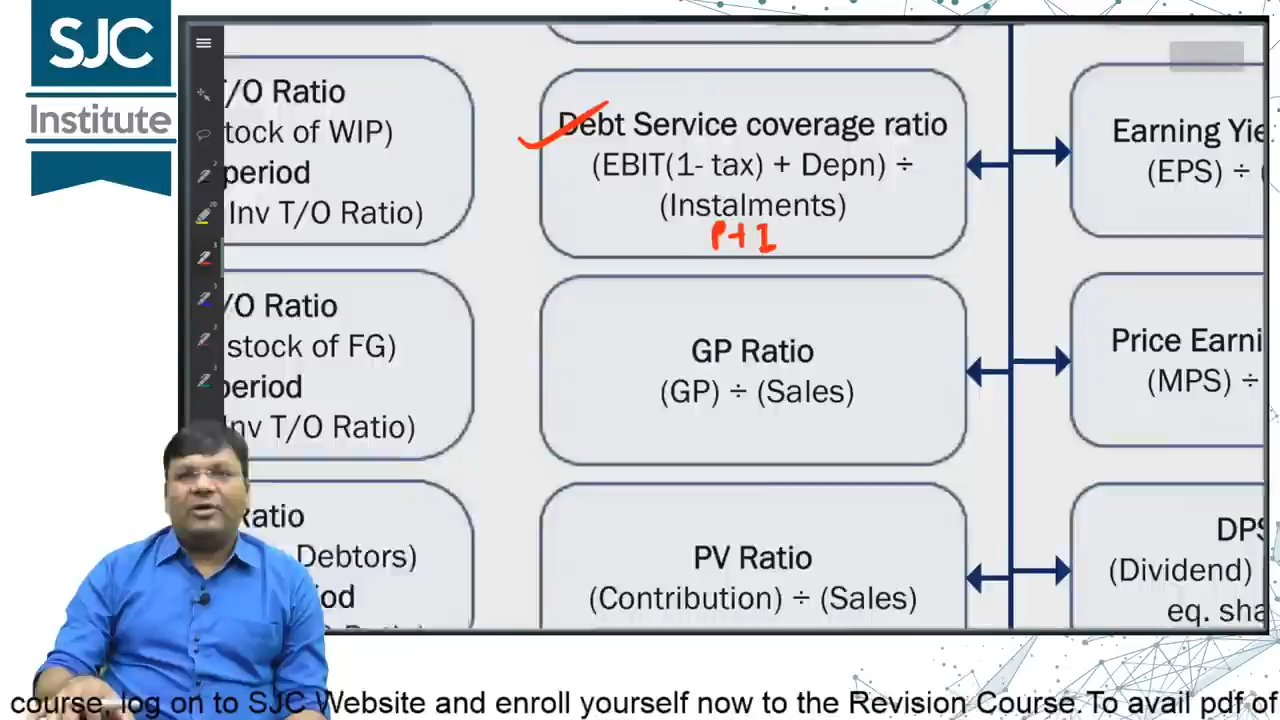 SJC
Institute
T/O Ratio
stock of WIP)
period
Inv T/O Ratio)
Debt Service coverage ratio
(EBIT(1- tax) + Depn) ÷
(Instalments)
P+I
Earning Yie
(EPS) ÷ (
/O Ratio
stock of FG)
period
Inv T/O Ratio)
GP Ratio
(GP) ÷ (Sales)
Price Earni
(MPS) ÷
Ratio
Debtors)
od
PV Ratio
(Contribution) ÷ (Sales)
DPS
(Dividend)
eq. sha
course, log on to SJC Website and enroll yourself now to the Revision Course.To avail pdf of